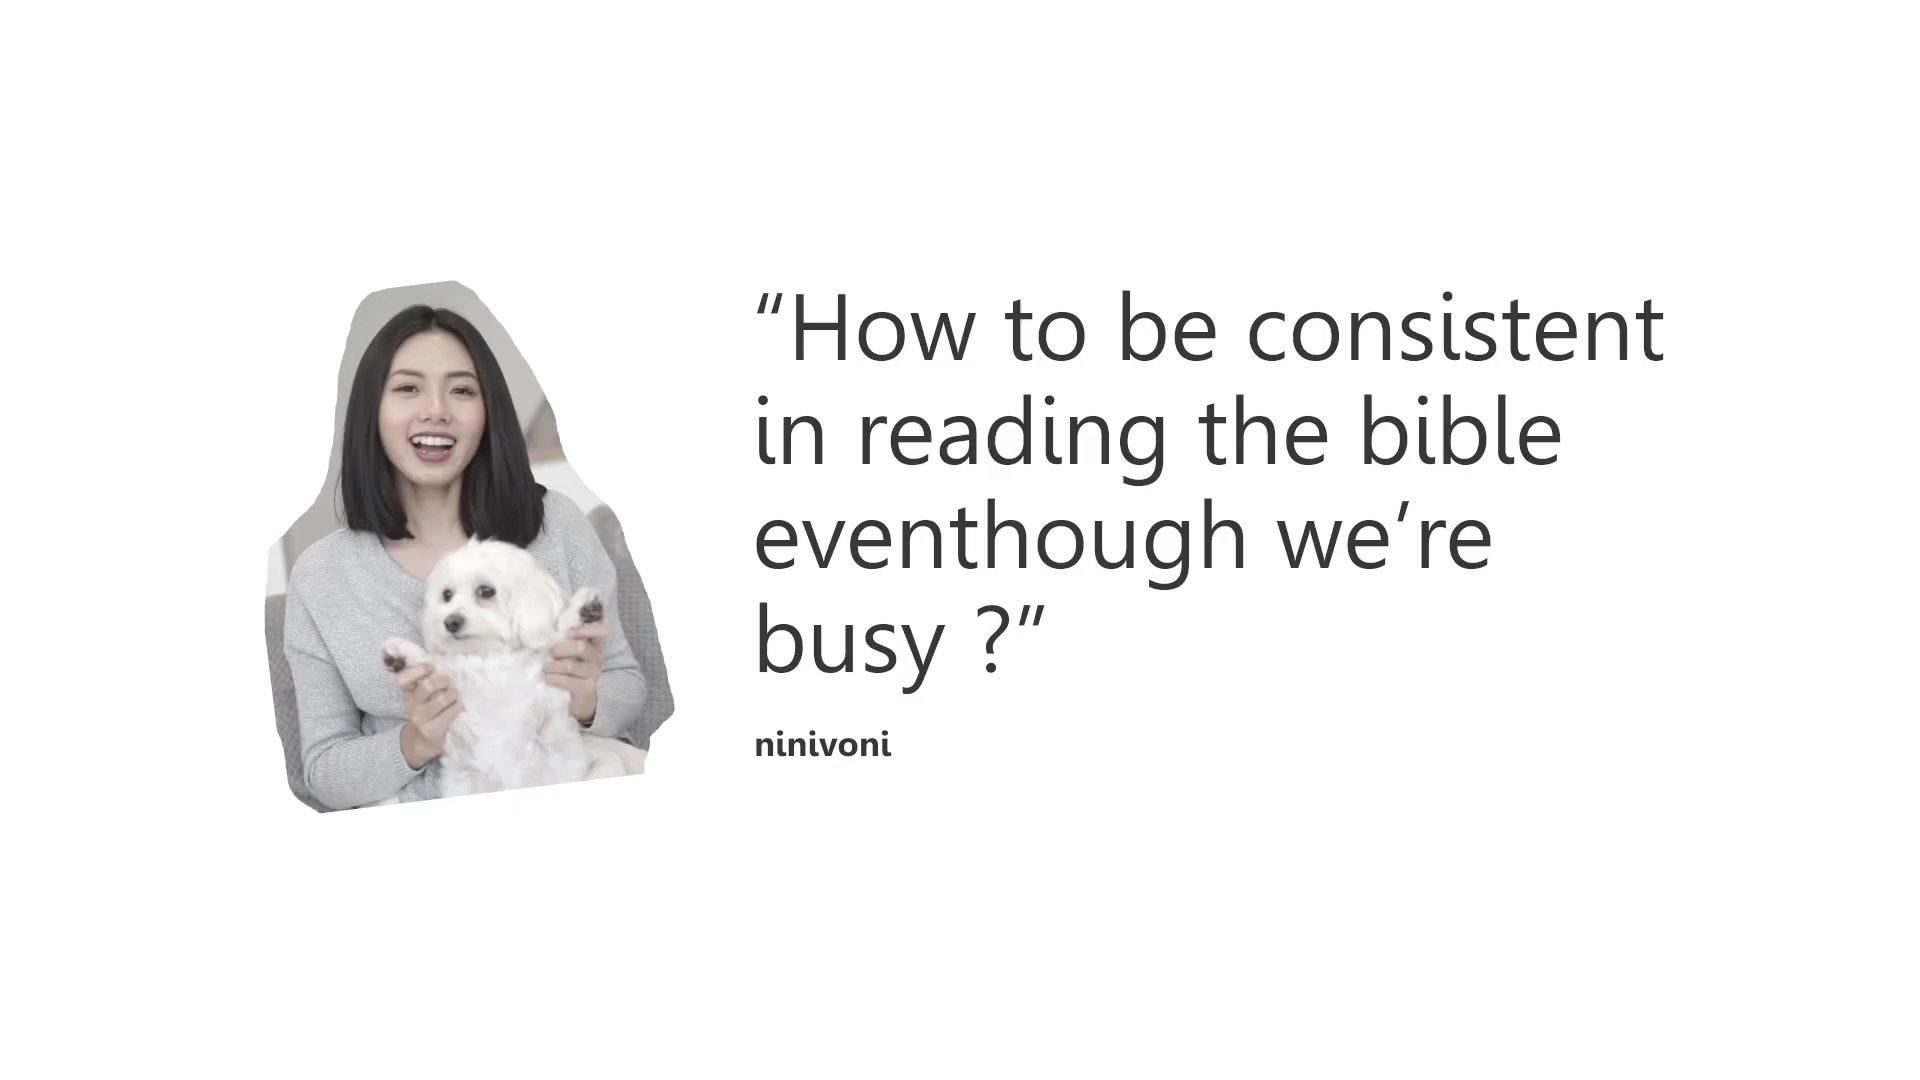 “How to be consistent
in reading the bible
eventhough we’re
busy ?”
ninivoni